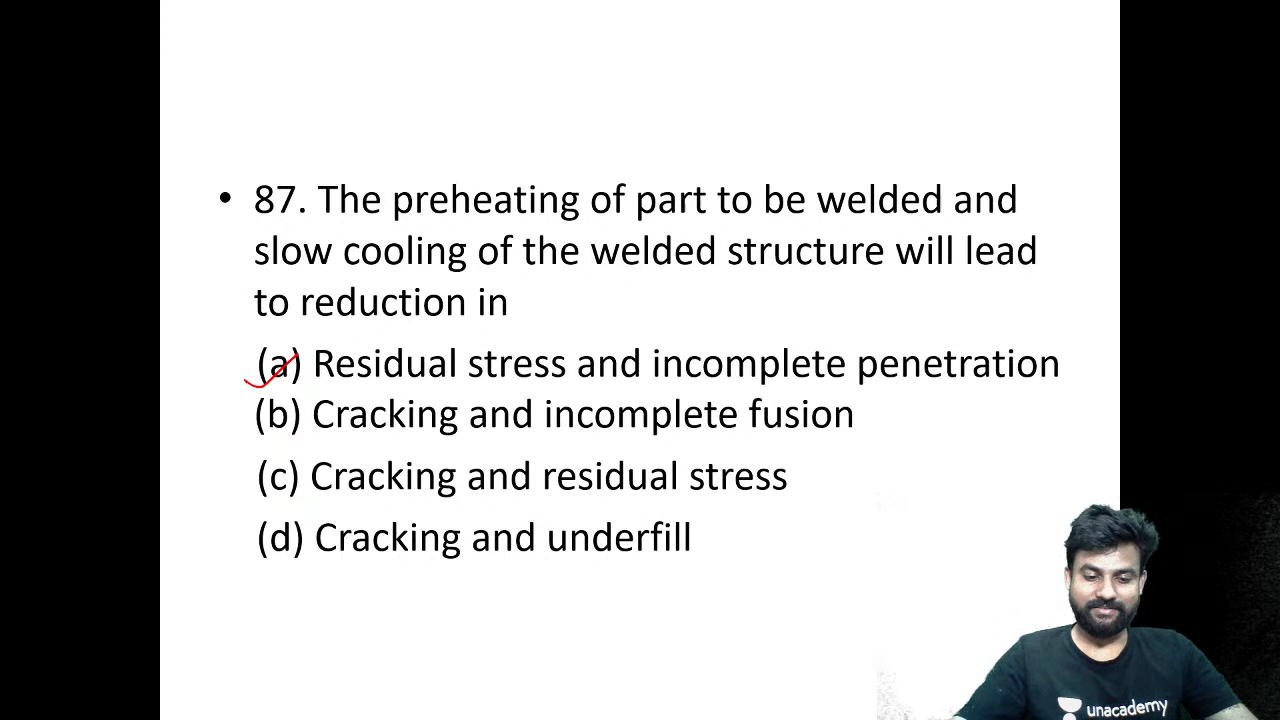 • 87. The preheating of part to be welded and
slow cooling of the welded structure will lead
to reduction in
(a) Residual stress and incomplete penetration
(b) Cracking and incomplete fusion
(c) Cracking and residual stress
(d) Cracking and underfill
unacademy